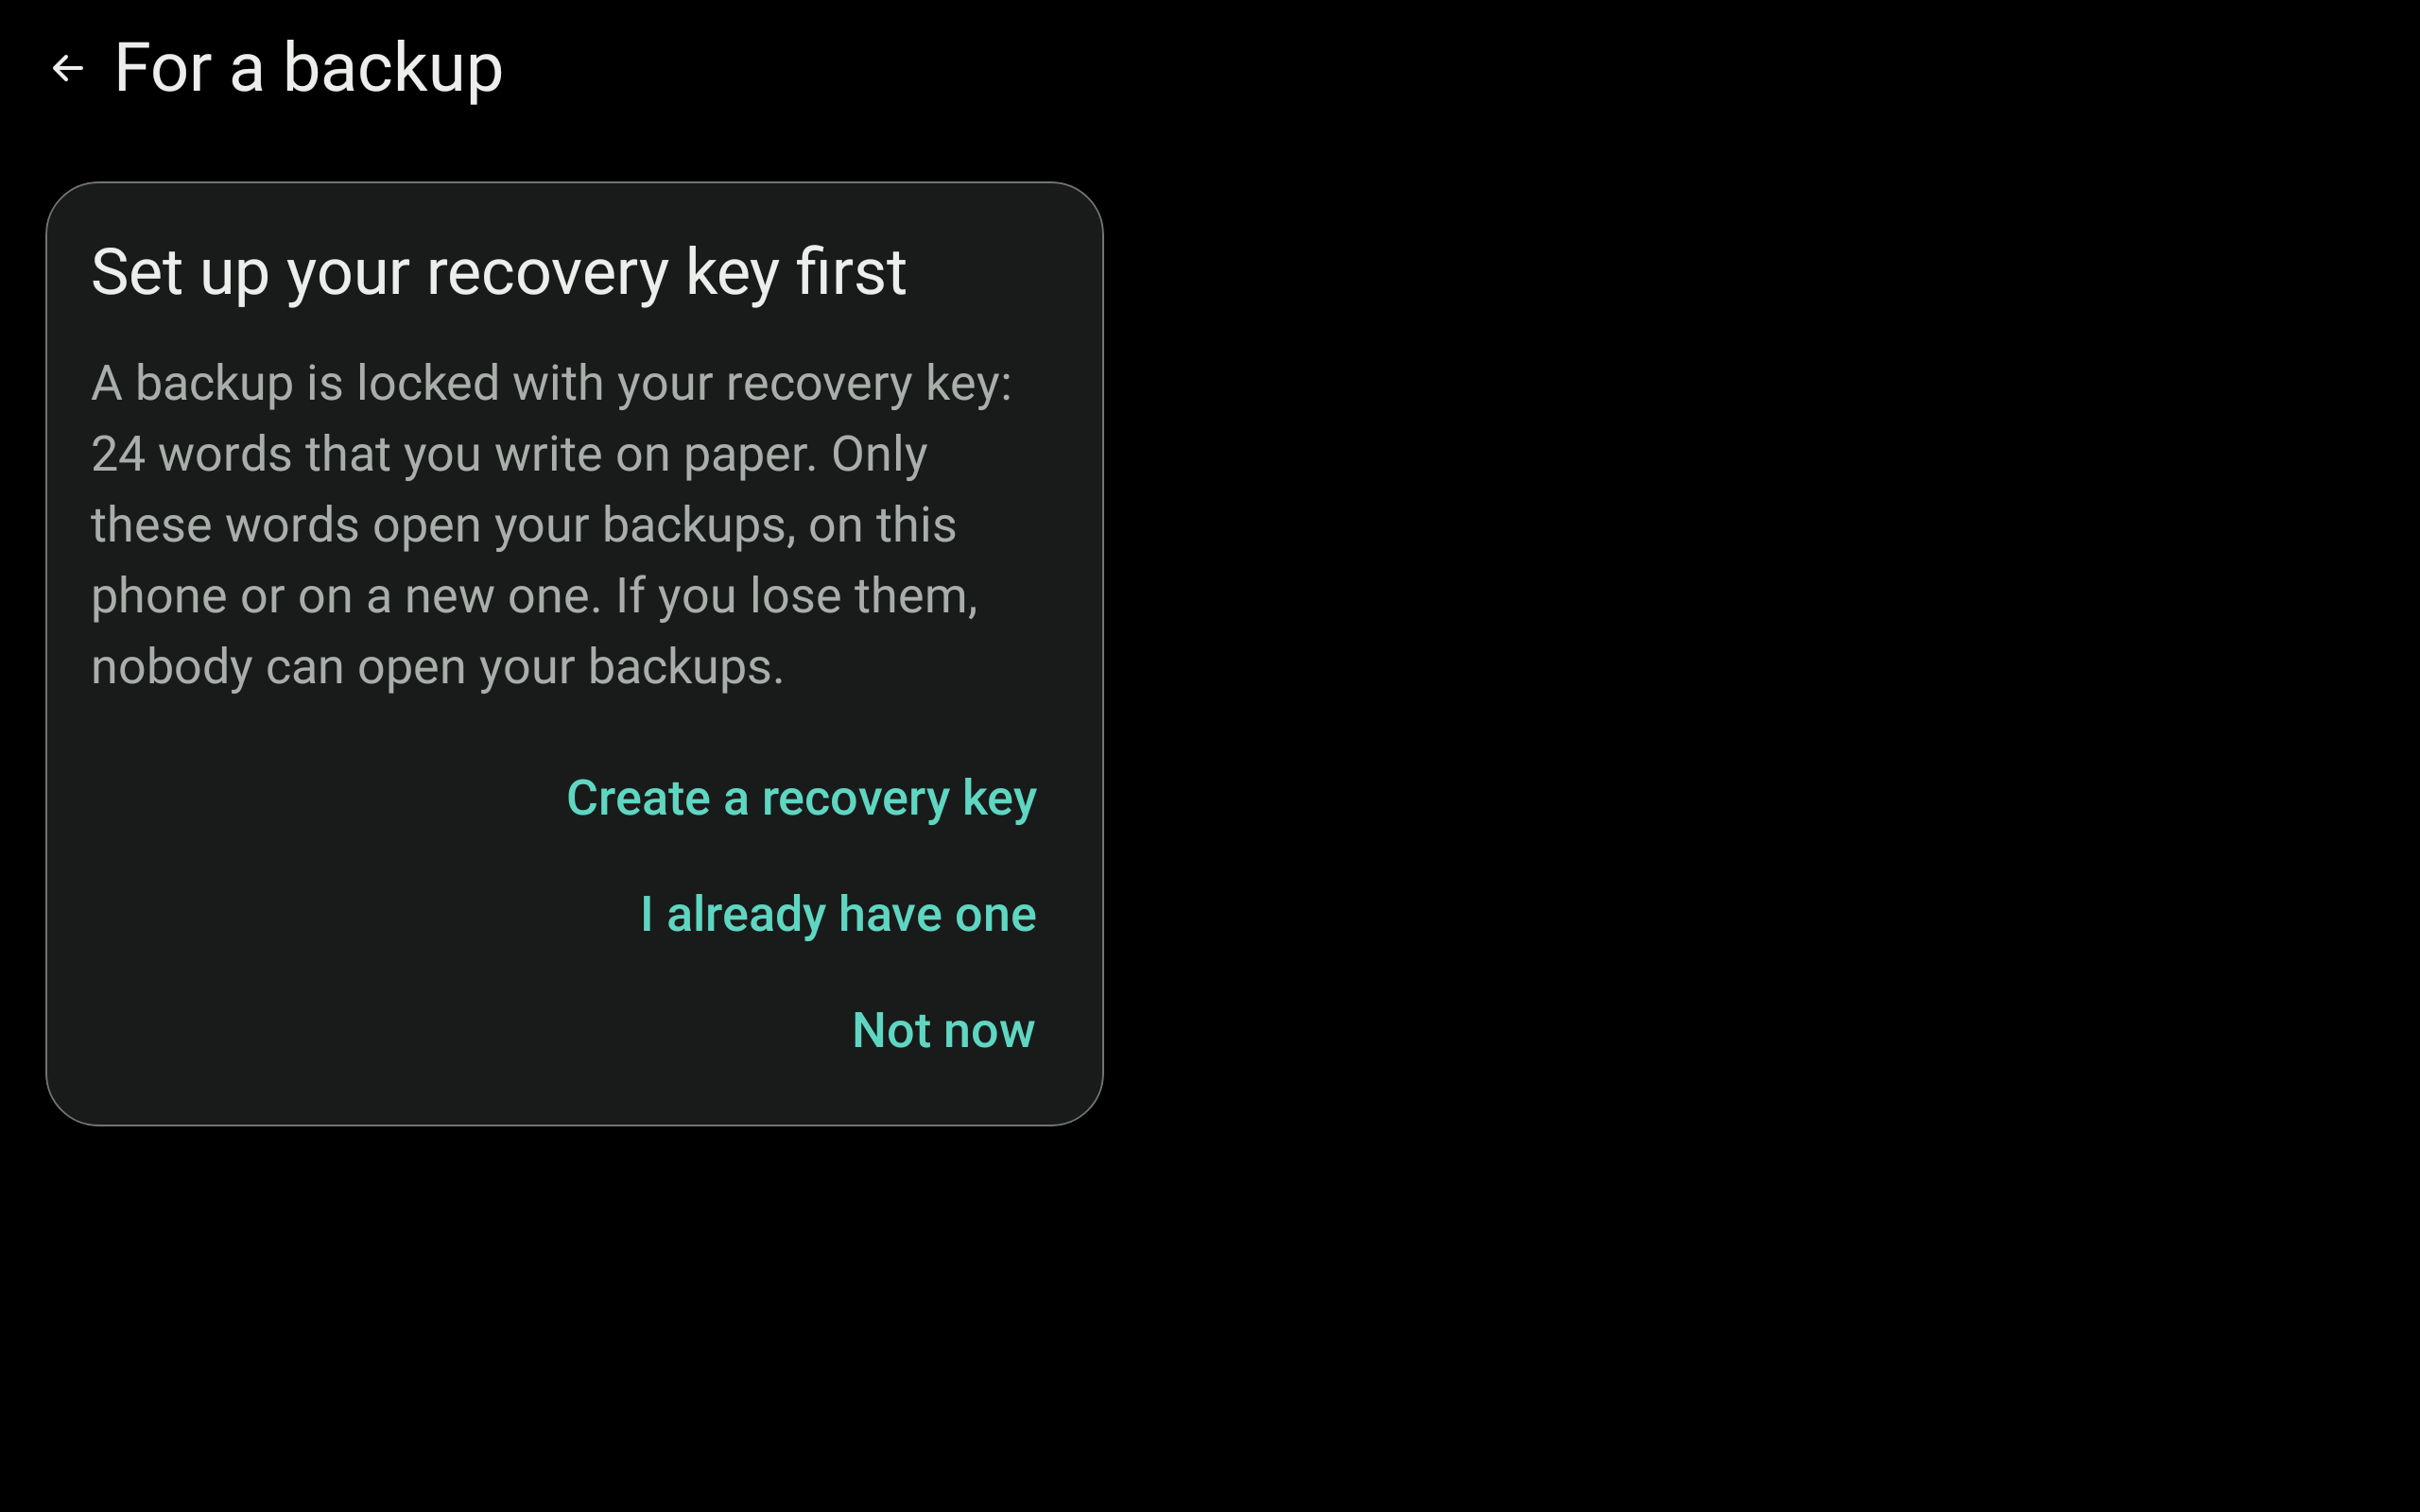 For a backup
Set up your recovery key first
A backup is locked with your recovery key:
24 words that you write on paper. Only
these words open your backups, on this
phone or on a new one. If you lose them,
nobody can open your backups.
Create a recovery key
I already have one
Not now